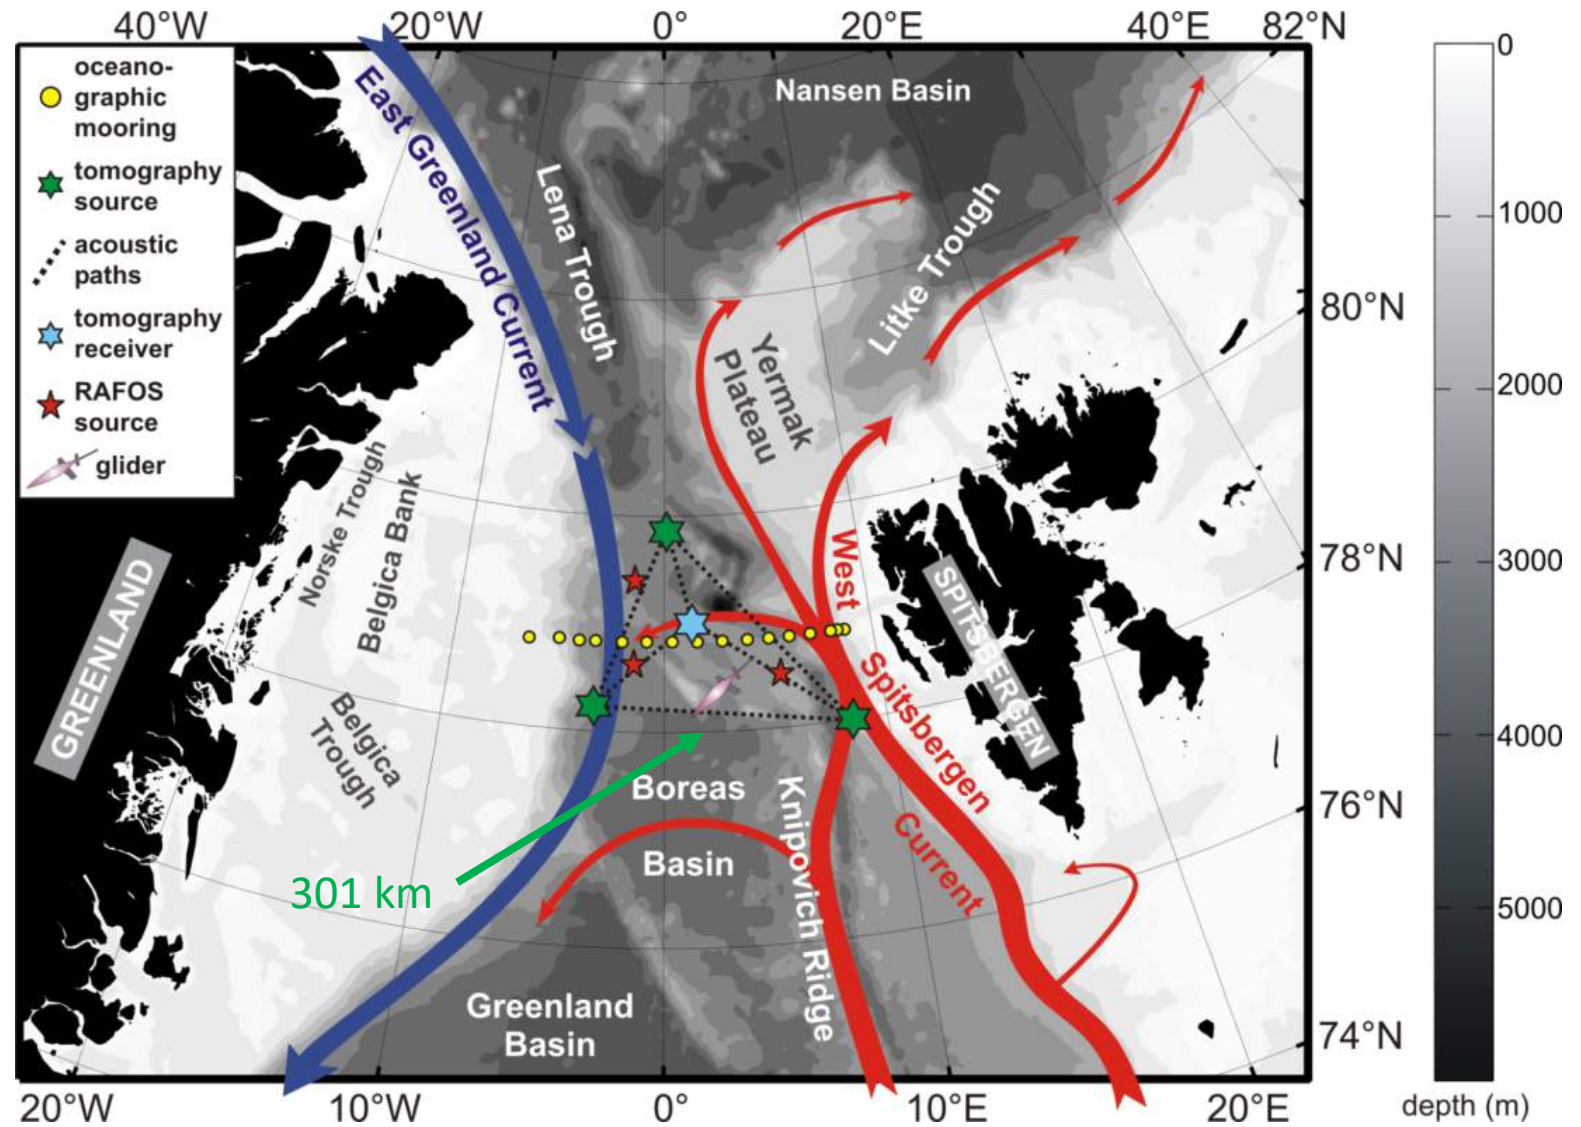 40°W
20°W
0°
20°E
40°E
82°N
oceano-
graphic
mooring
tomography
source
acoustic
paths
tomography
receiver
RAFOS
source
glider
East Greenland Current
Lena Trough
Nansen Basin
Litke Trough
Yermak
Plateau
80°N
78°N
76°N
74°N
Norske Trough
Belgica Bank
Belgica
Trough
GREENLAND
West
Spitsbergen
Current
SPITSBERGEN
301 km
Boreas
Basin
Knipovich Ridge
Greenland
Basin
20°W
10°W
0°
10°E
20°E
0
1000
2000
3000
4000
5000
depth (m)